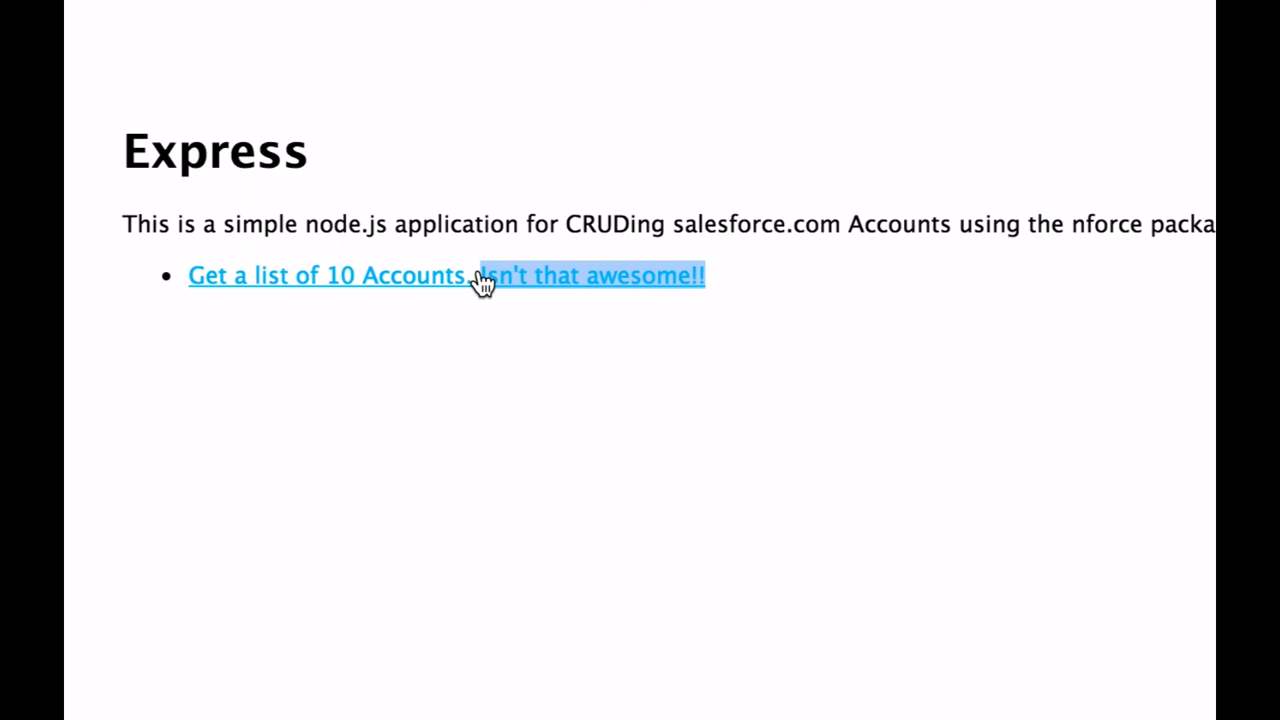 Express
This is a simple node.js application for CRUDing salesforce.com Accounts using the nforce packa
Get a list of 10 Accounts. Isn't that awesome!!